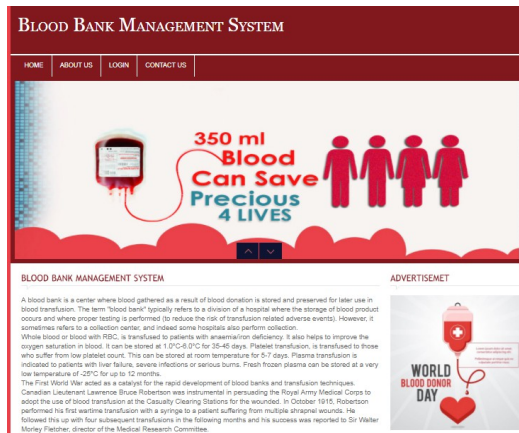 BLOOD BANK MANAGEMENT SYSTEM
HOME ABOUT US LOGIN CONTACT US
350 ml
Blood
Can Save
Precious
4 LIVES
BLOOD BANK MANAGEMENT SYSTEM
A blood bank is a center where blood gathered as a result of blood donation is stored and preserved for later use in
blood transfusion. The term "blood bank" typically refers to a division of a hospital where the storage of blood product
occurs and where proper testing is performed (to reduce the risk of transfusion related adverse events). However, it
sometimes refers to a collection center, and indeed some hospitals also perform collection.
Whole blood or blood with RBC, is transfused to patients with anaemia/iron deficiency. It also helps to improve the
oxygen saturation in blood. It can be stored at 1.0°C-6.0°C for 35-45 days. Platelet transfusion, is transfused to those
who suffer from low platelet count. This can be stored at room temperature for 5-7 days. Plasma transfusion is
indicated to patients with liver failure, severe infections or serious burns. Fresh frozen plasma can be stored at a very
low temperature of -25°C for up to 12 months.
The First World War acted as a catalyst for the rapid development of blood banks and transfusion techniques.
Canadian Lieutenant Lawrence Bruce Robertson was instrumental in persuading the Royal Army Medical Corps to
adopt the use of blood transfusion at the Casualty Clearing Stations for the wounded. In October 1915, Robertson
performed his first wartime transfusion with a syringe to a patient suffering from multiple shrapnel wounds. He
followed this up with four subsequent transfusions in the following months and his success was reported to Sir Walter
Morley Fletcher, director of the Medical Research Committee.
ADVERTISEMET
WORLD
BLOOD DONOR
DAY